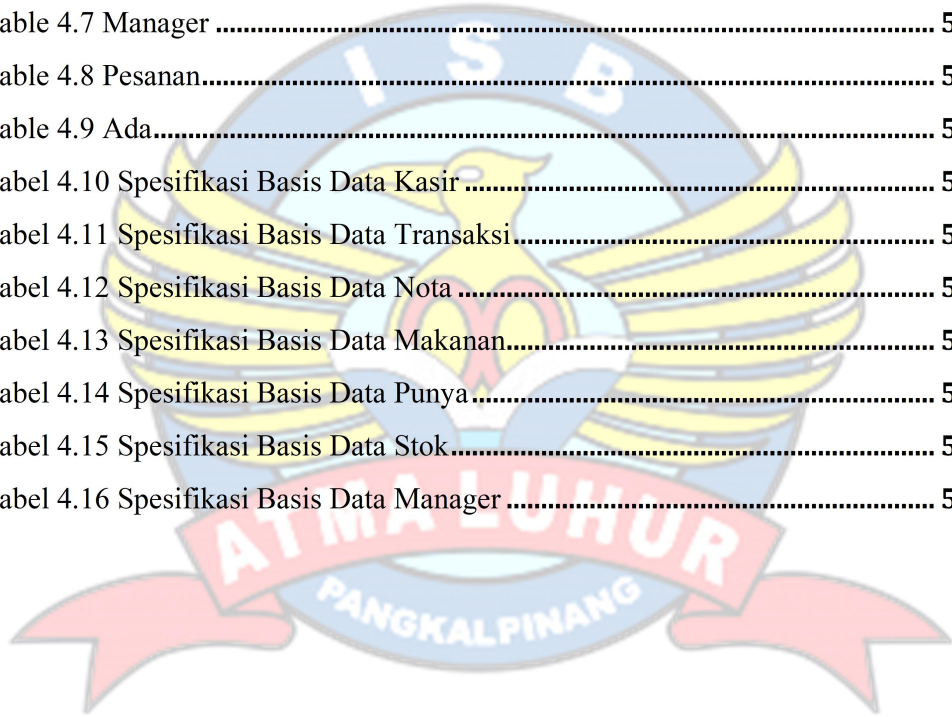 able 4.7 Manager ........................................................................ 5
able 4.8 Pesanan........................................................................ 5
able 4.9 Ada........................................................................ 5
abel 4.10 Spesifikasi Basis Data Kasir ........................................................ 5
abel 4.11 Spesifikasi Basis Data Transaksi.................................................. 5
abel 4.12 Spesifikasi Basis Data Nota ........................................................ 5
abel 4.13 Spesifikasi Basis Data Makanan.................................................. 5
abel 4.14 Spesifikasi Basis Data Punya ...................................................... 5
abel 4.15 Spesifikasi Basis Data Stok........................................................ 5
abel 4.16 Spesifikasi Basis Data Manager .................................................. 5
I S B
ATMA LUHUR
PANGKALPINANG